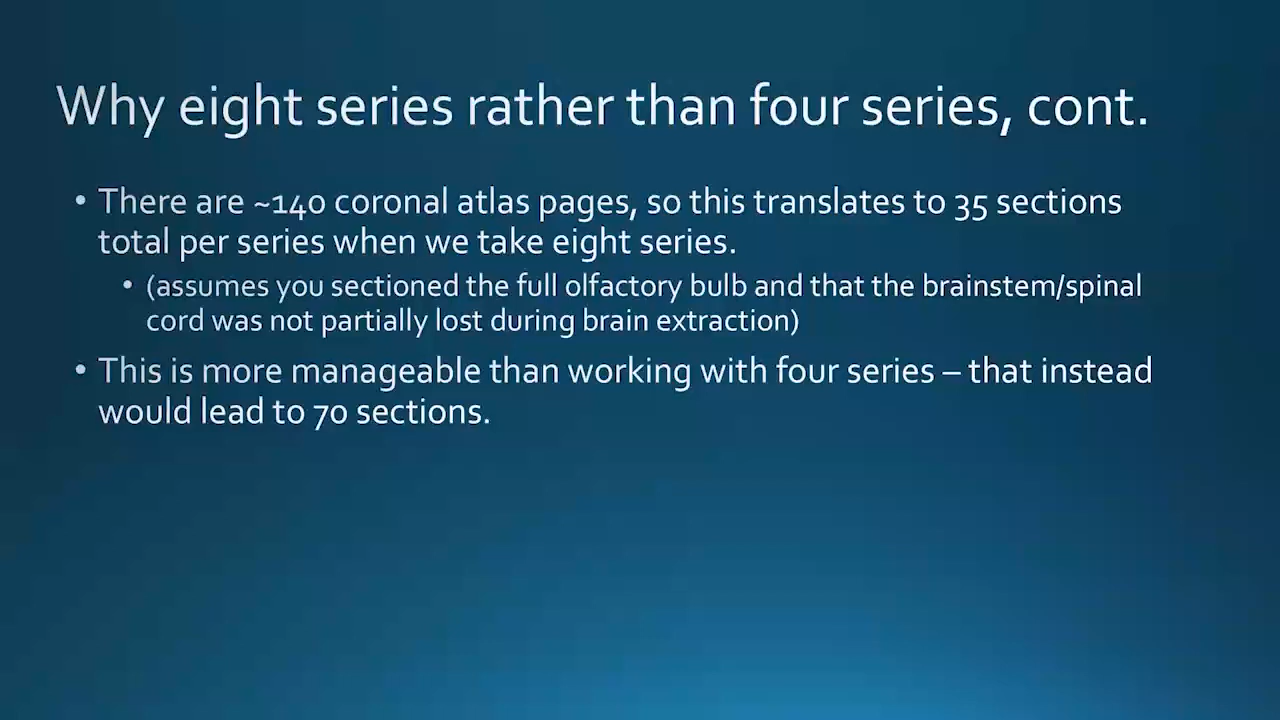 Why eight series rather than four series, cont.
• There are ~140 coronal atlas pages, so this translates to 35 sections
total per series when we take eight series.
• (assumes you sectioned the full olfactory bulb and that the brainstem/spinal
cord was not partially lost during brain extraction)
• This is more manageable than working with four series – that instead
would lead to 70 sections.